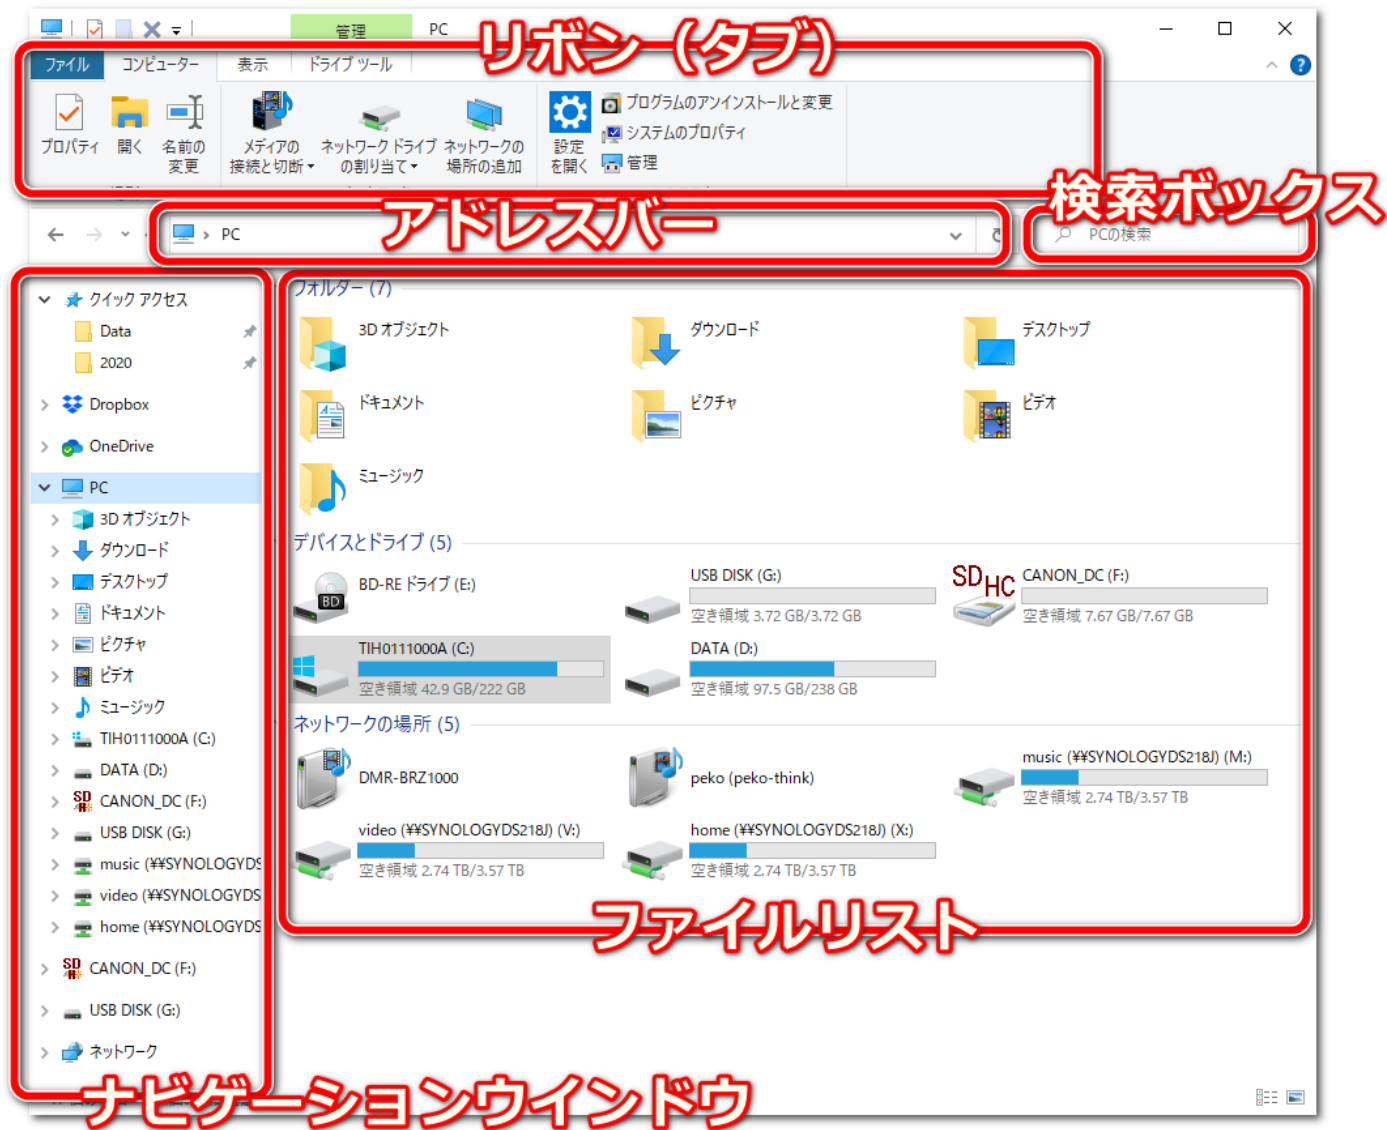 管理
PC
リボン（タブ）
ファイル
コンピューター
表示
ドライブ ツール
プロパティ
開く
名前の
変更
メディアの
接続と切断
ネットワーク ドライブ
の割り当て
ネットワークの
場所の追加
設定
を開く
プログラムのアンインストールと変更
システムのプロパティ
管理
アドレスバー
検索ボックス
PC
PCの検索
クイック アクセス
Data
2020
Dropbox
OneDrive
PC
3D オブジェクト
ダウンロード
デスクトップ
ドキュメント
ピクチャ
ビデオ
ミュージック
TIH0111000A (C:)
DATA (D:)
CANON_DC (F:)
USB DISK (G:)
music (¥¥SYNOLOGYDS
video (¥¥SYNOLOGYDS
home (¥¥SYNOLOGYDS
CANON_DC (F:)
USB DISK (G:)
ネットワーク
ナビゲーションウインドウ
フォルダー (7)
3D オブジェクト
ダウンロード
デスクトップ
ドキュメント
ピクチャ
ビデオ
ミュージック
デバイスとドライブ (5)
BD
BD-RE ドライブ (E:)
USB DISK (G:)
空き領域 3.72 GB/3.72 GB
SDHC
CANON_DC (F:)
空き領域 7.67 GB/7.67 GB
TIH0111000A (C:)
空き領域 42.9 GB/222 GB
DATA (D:)
空き領域 97.5 GB/238 GB
ネットワークの場所 (5)
DMR-BRZ1000
peko (peko-think)
music (¥¥SYNOLOGYDS218J) (M:)
空き領域 2.74 TB/3.57 TB
video (¥¥SYNOLOGYDS218J) (V:)
空き領域 2.74 TB/3.57 TB
home (¥¥SYNOLOGYDS218J) (X:)
空き領域 2.74 TB/3.57 TB
ファイルリスト